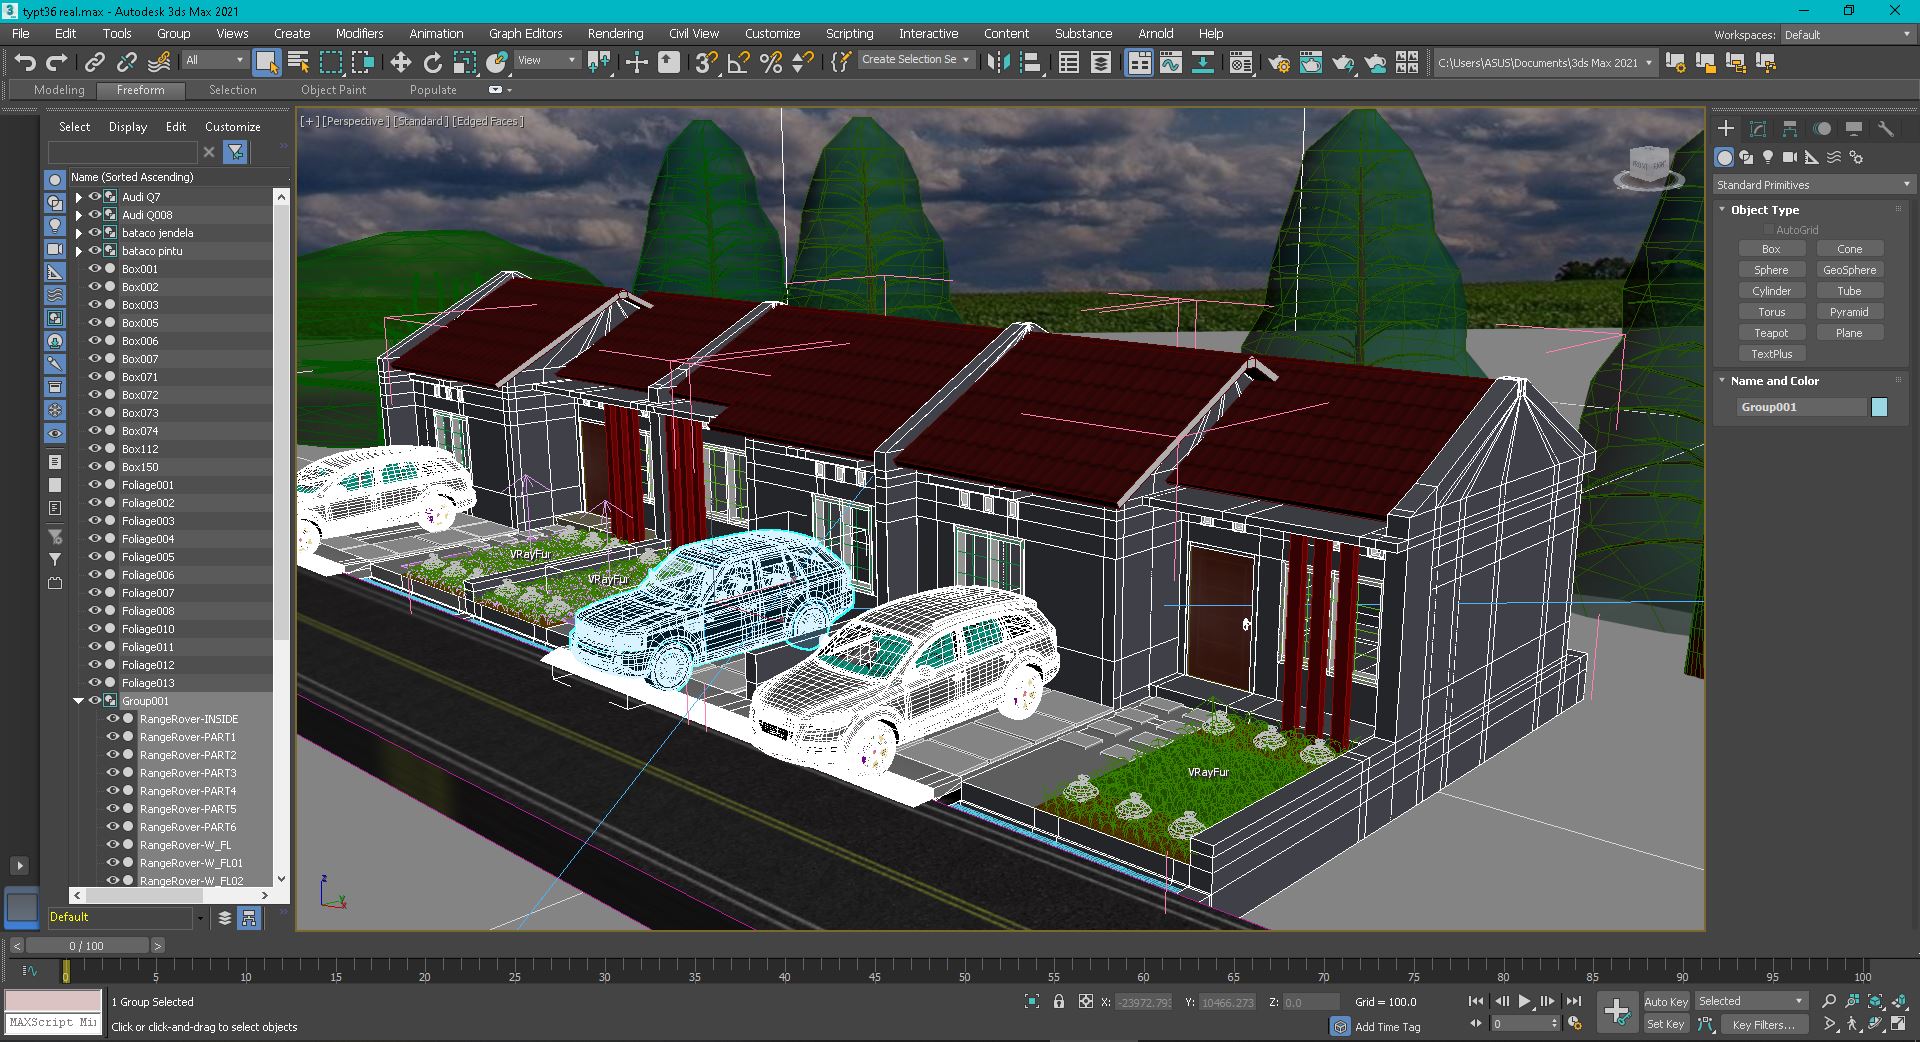 typt36 real.max - Autodesk 3ds Max 2021
File Edit Tools Group Views Create Modifiers Animation Graph Editors Rendering Civil View Customize Scripting Interactive Content Substance Arnold Help
Workspaces: Default
All View Create Selection Se C:\Users\ASUS\Documents\3ds Max 2021
Modeling Freeform Selection Object Paint Populate
Select Display Edit Customize
[+] [Perspective ] [Standard ] [Edged Faces ]
Name (Sorted Ascending)
Audi Q7
Audi Q008
bataco jendela
bataco pintu
Box001
Box002
Box003
Box005
Box006
Box007
Box071
Box072
Box073
Box074
Box112
Box150
Foliage001
Foliage002
Foliage003
Foliage004
Foliage005
Foliage006
Foliage007
Foliage008
Foliage010
Foliage011
Foliage012
Foliage013
Group001
RangeRover-INSIDE
RangeRover-PART1
RangeRover-PART2
RangeRover-PART3
RangeRover-PART4
RangeRover-PART5
RangeRover-PART6
RangeRover-W_FL
RangeRover-W_FL01
RangeRover-W_FL02
Default
VRayFur
VRayFur
VRayFur
z
Standard Primitives
Object Type
AutoGrid
Box Cone
Sphere GeoSphere
Cylinder Tube
Torus Pyramid
Teapot Plane
TextPlus
Name and Color
Group001
< 0 / 100 >
0 5 10 15 20 25 30 35 40 45 50 55 60 65 70 75 80 85 90 95 100
1 Group Selected
X: -23972.793 Y: 10466.273 Z: 0.0 Grid = 100.0
Auto Key Selected
MAXScript Mi
Click or click-and-drag to select objects
Add Time Tag
0
Set Key Key Filters...